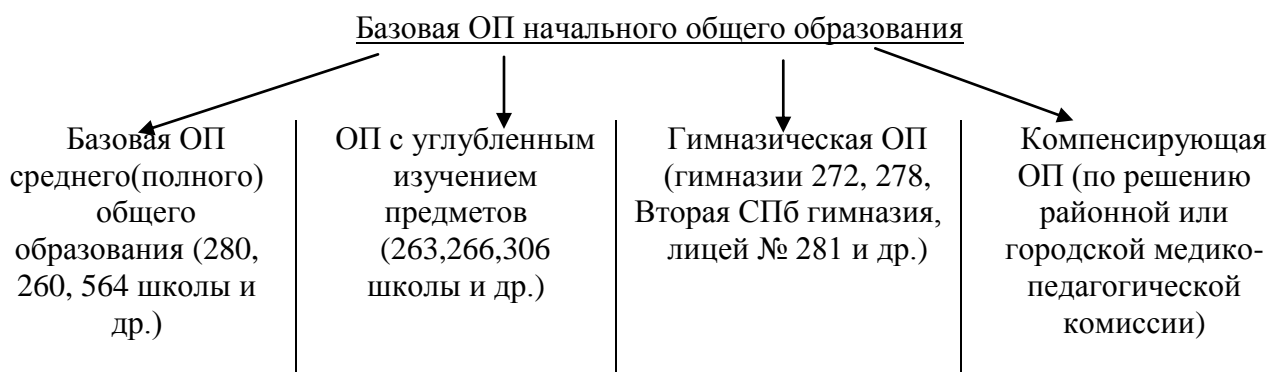 Базовая ОП начального общего образования
Базовая ОП
среднего(полного)
общего
образования (280,
260, 564 школы и
др.)
ОП с углубленным
изучением
предметов
(263,266,306
школы и др.)
Гимназическая ОП
(гимназии 272, 278,
Вторая СПб гимназия,
лицей № 281 и др.)
Компенсирующая
ОП (по решению
районной или
городской медико-
педагогической
комиссии)